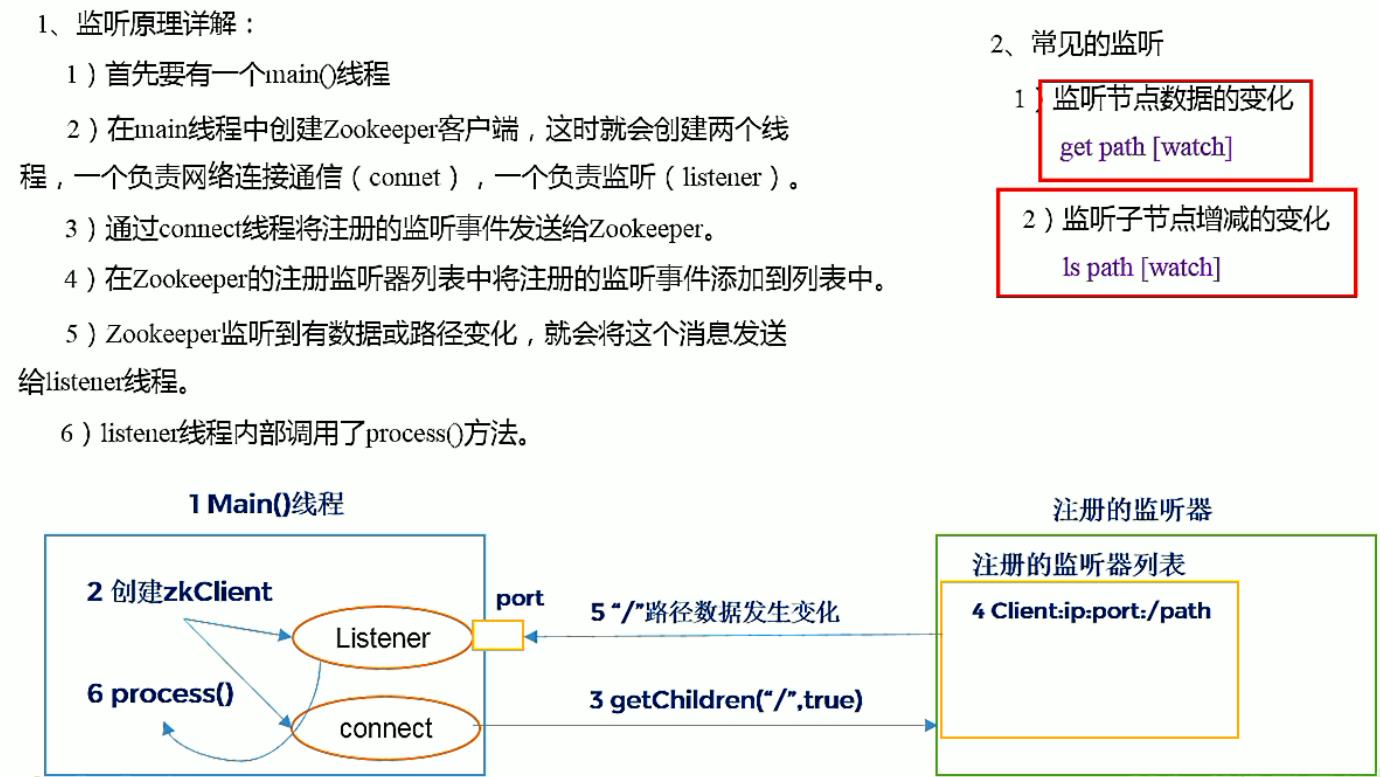 1、监听原理详解：
1）首先要有一个main()线程
2）在main线程中创建Zookeeper客户端，这时就会创建两个线
程，一个负责网络连接通信（connet），一个负责监听（listener）。
3）通过connect线程将注册的监听事件发送给Zookeeper。
4）在Zookeeper的注册监听器列表中将注册的监听事件添加到列表中。
5）Zookeeper监听到有数据或路径变化，就会将这个消息发送
给listener线程。
6）listener线程内部调用了process()方法。
2、常见的监听
1）监听节点数据的变化
get path [watch]
2）监听子节点增减的变化
ls path [watch]
1 Main()线程
2 创建zkClient
Listener
port
6 process()
connect
5 “/”路径数据发生变化
3 getChildren(“/”,true)
注册的监听器
注册的监听器列表
4 Client:ip:port:/path